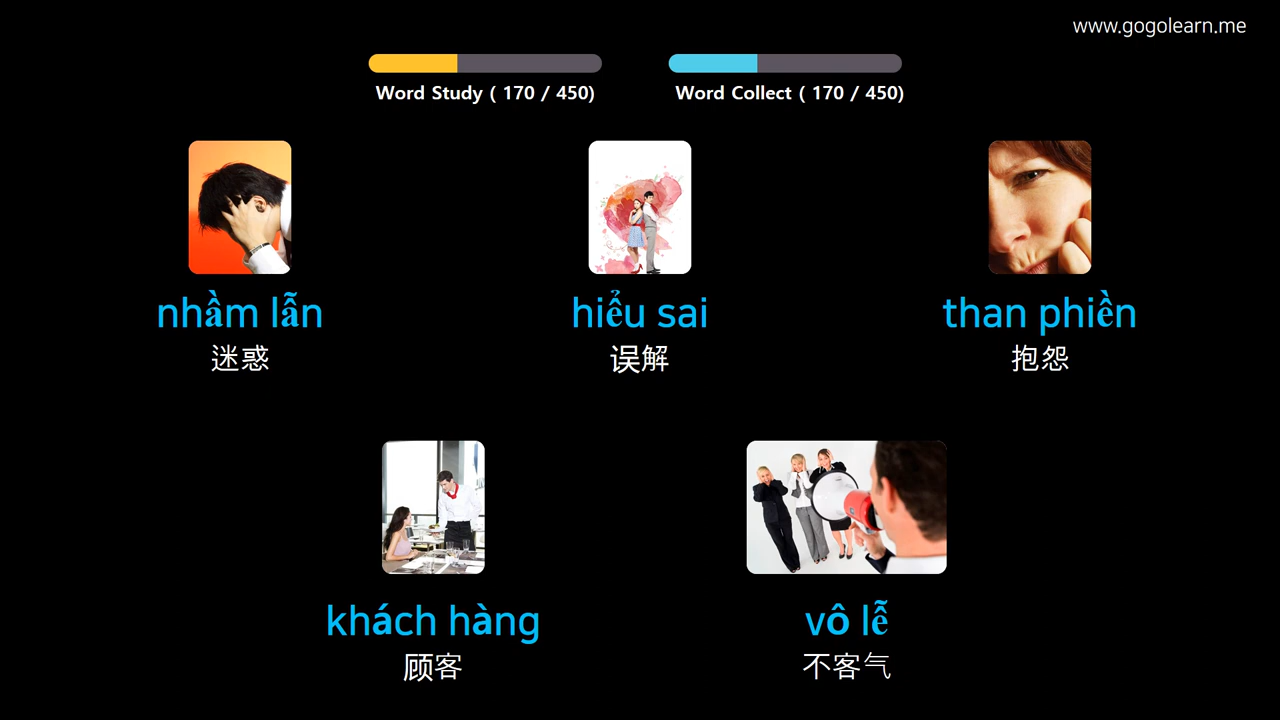 www.gogolearn.me
Word Study ( 170 / 450)
Word Collect ( 170 / 450)
nhầm lẫn
迷惑
hiểu sai
误解
than phiền
抱怨
khách hàng
顾客
vô lễ
不客气